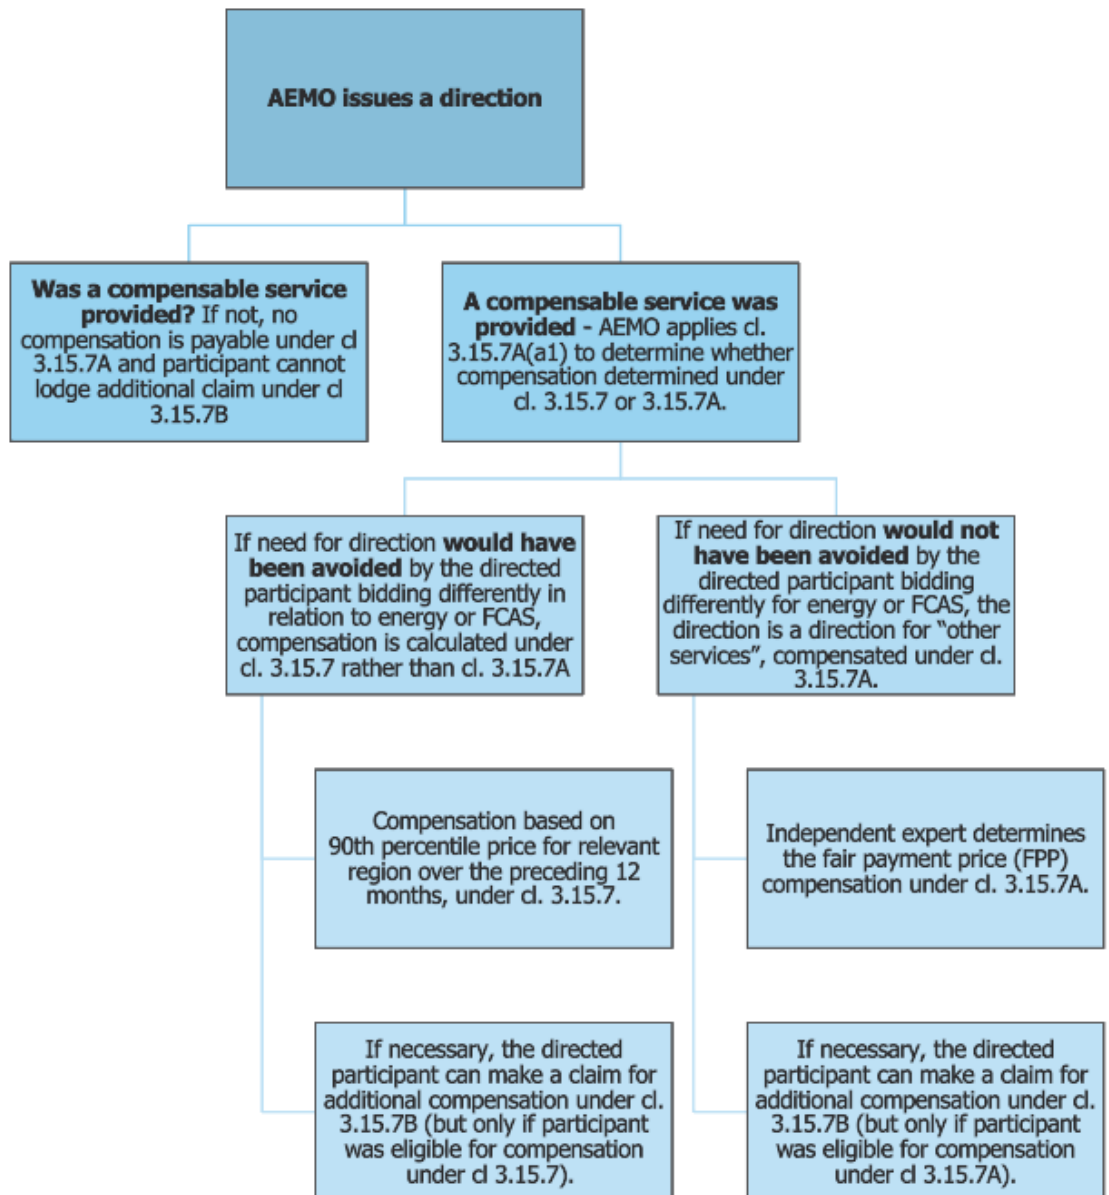 AEMO issues a direction
Was a compensable service
provided? If not, no
compensation is payable under cl
3.15.7A and participant cannot
lodge additional claim under cl
3.15.7B
A compensable service was
provided - AEMO applies cl.
3.15.7A(a1) to determine whether
compensation determined under
cl. 3.15.7 or 3.15.7A.
If need for direction would have
been avoided by the directed
participant bidding differently in
relation to energy or FCAS,
compensation is calculated under
cl. 3.15.7 rather than cl. 3.15.7A
If need for direction would not
have been avoided by the
directed participant bidding
differently for energy or FCAS, the
direction is a direction for “other
services”, compensated under cl.
3.15.7A.
Compensation based on
90th percentile price for relevant
region over the preceding 12
months, under cl. 3.15.7.
Independent expert determines
the fair payment price (FPP)
compensation under cl. 3.15.7A.
If necessary, the directed
participant can make a claim for
additional compensation under cl.
3.15.7B (but only if participant
was eligible for compensation
under cl 3.15.7).
If necessary, the directed
participant can make a claim for
additional compensation under cl.
3.15.7B (but only if participant
was eligible for compensation
under cl 3.15.7A).